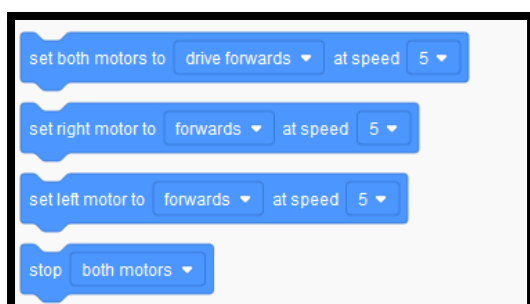 set both motors to drive forwards at speed 5
set right motor to forwards at speed 5
set left motor to forwards at speed 5
stop both motors